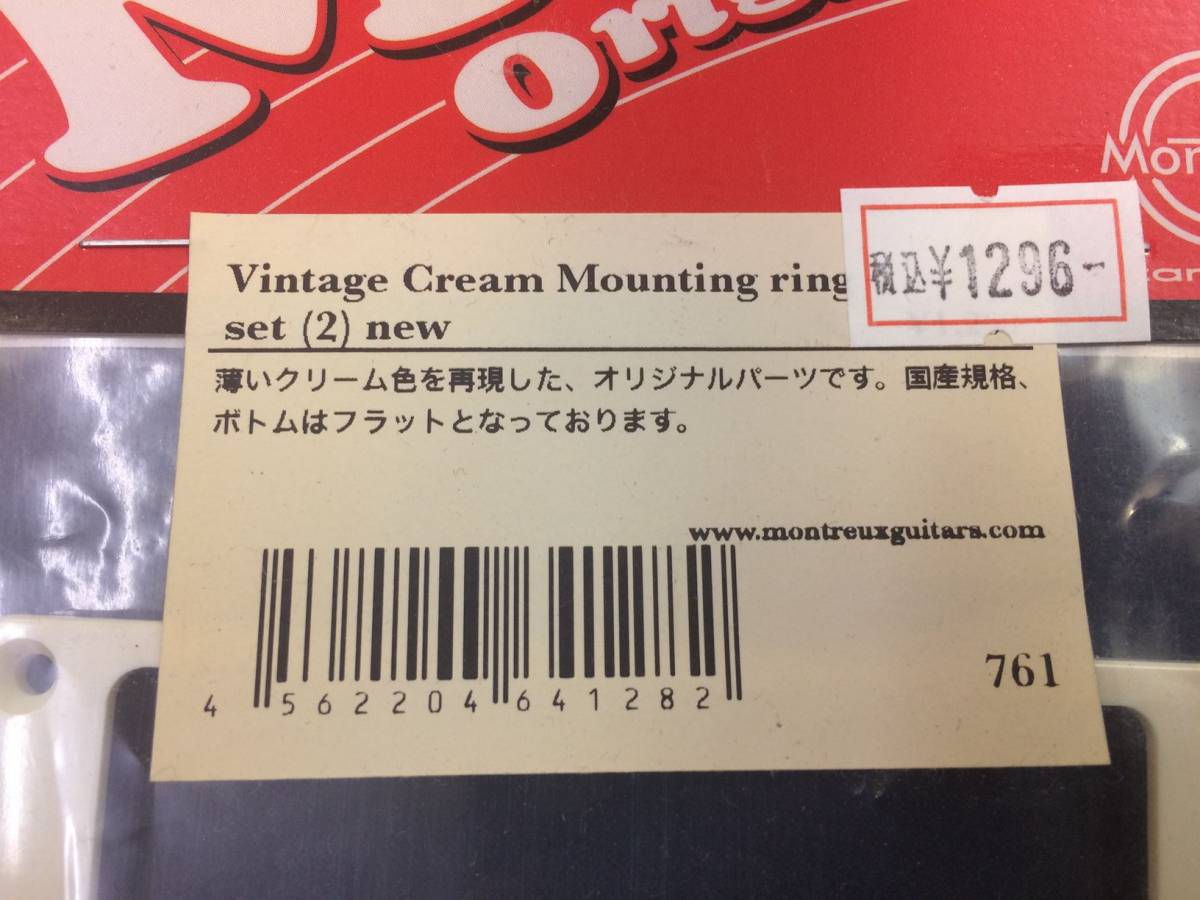 Vintage Cream Mounting ring
税込¥1296-
set (2) new
薄いクリーム色を再現した、オリジナルパーツです。国産規格、
ボトムはフラットとなっております。
www.montreuxguitars.com
4 562204 641282
761